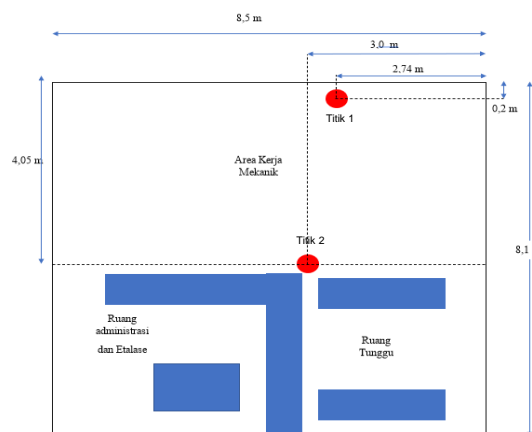 8,5 m
3,0 m
2,74 m
0,2 m
Titik 1
4,05 m
Area Kerja
Mekanik
Titik 2
8,1
Ruang
administrasi
dan Etalase
Ruang
Tunggu